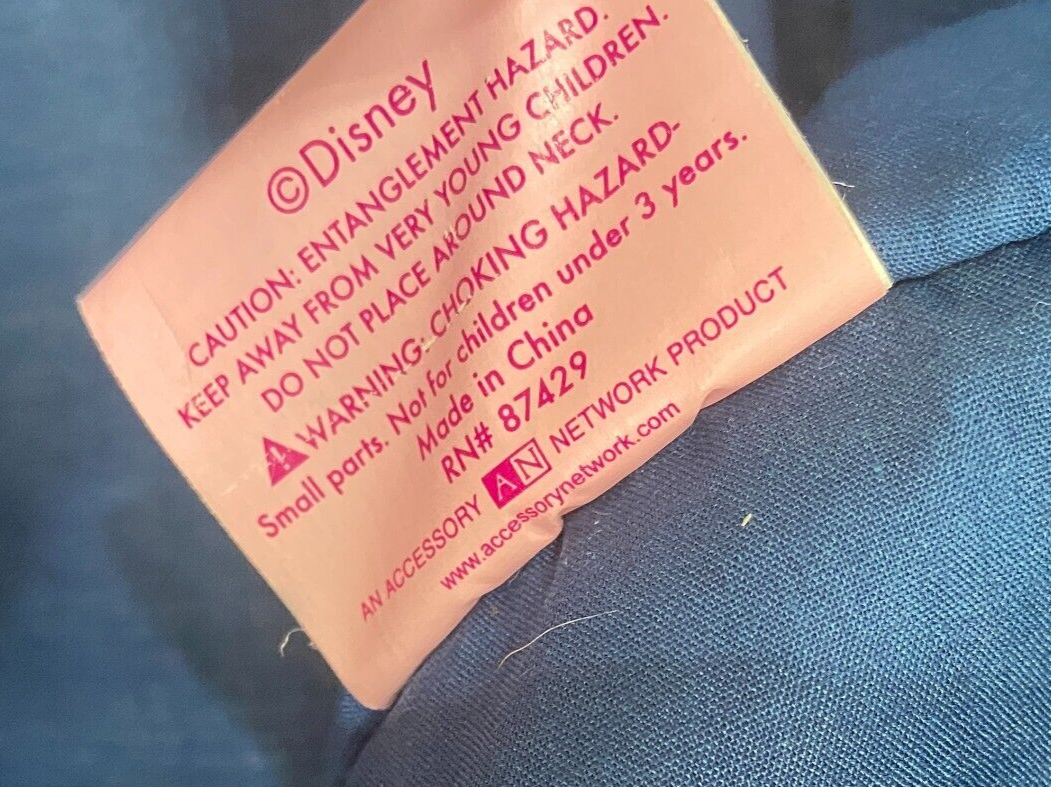 ©Disney
CAUTION: ENTANGLEMENT HAZARD.
KEEP AWAY FROM VERY YOUNG CHILDREN.
DO NOT PLACE AROUND NECK.
WARNING: CHOKING HAZARD-
Small parts. Not for children under 3 years.
Made in China
RN# 87429
AN ACCESSORY AN NETWORK PRODUCT
www.accessorynetwork.com